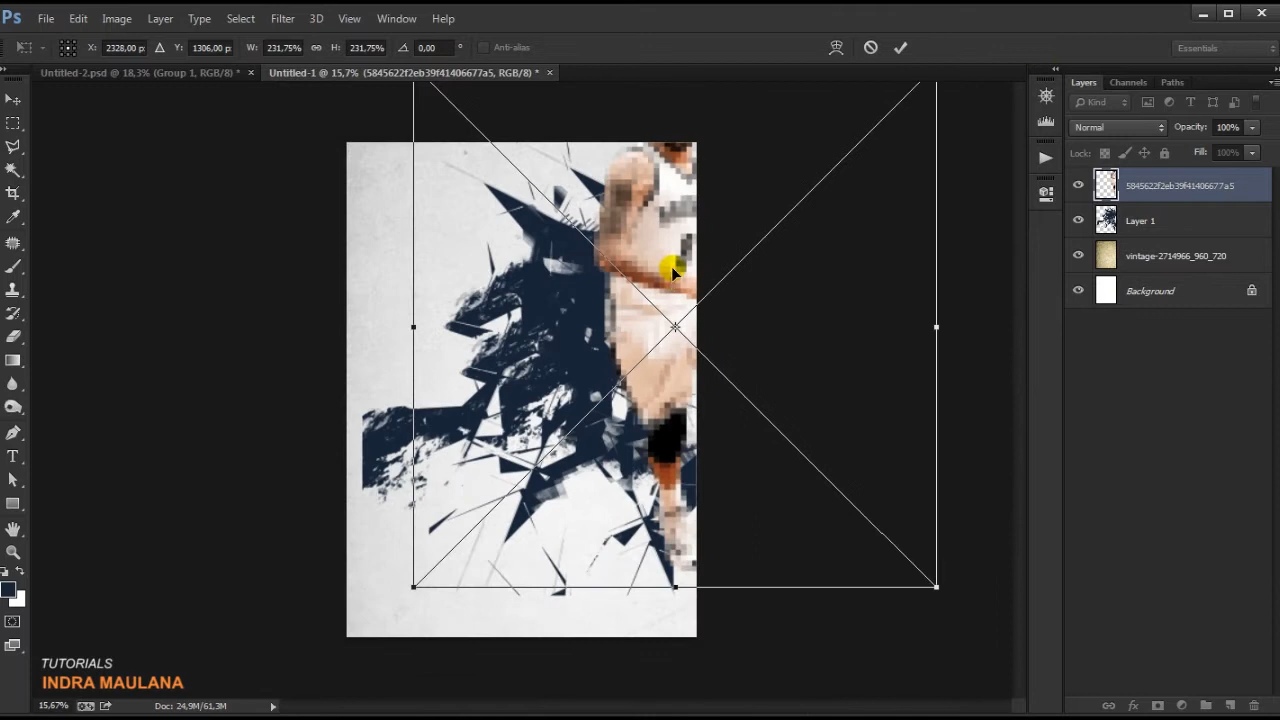 Ps File Edit Image Layer Type Select Filter 3D View Window Help
X: 2328,00 p: Y: 1306,00 p: W: 231,75% H: 231,75% 0,00 ° Anti-alias Essentials
Untitled-2.psd @ 18,3% (Group 1, RGB/8) * × Untitled-1 @ 15,7% (5845622f2eb39f41406677a5, RGB/8) * ×
Layers Channels Paths
Kind
Normal Opacity: 100%
Lock: Fill: 100%
5845622f2eb39f41406677a5
Layer 1
vintage-2714966_960_720
Background
TUTORIALS
INDRA MAULANA
15,67% Doc: 24,9M/61,3M